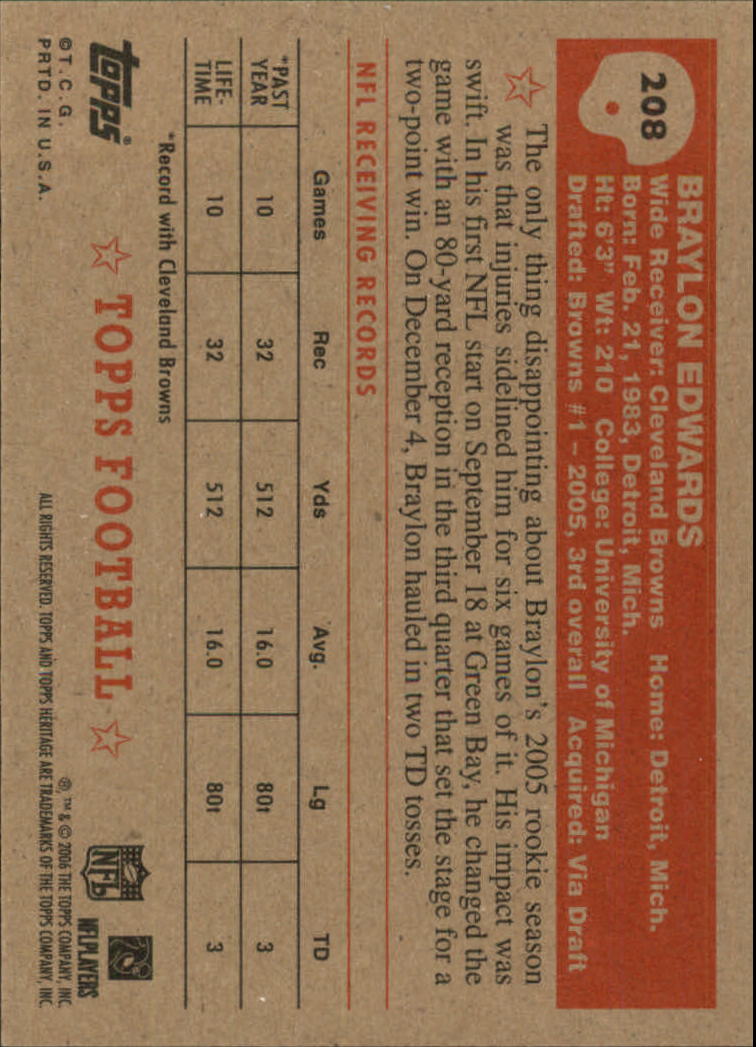 208
BRAYLON EDWARDS
Wide Receiver: Cleveland Browns Home: Detroit, Mich.
Born: Feb. 21, 1983, Detroit, Mich.
Ht: 6'3" Wt: 210 College: University of Michigan
Drafted: Browns #1 – 2005, 3rd overall Acquired: Via Draft
The only thing disappointing about Braylon's 2005 rookie season
was that injuries sidelined him for six games of it. His impact was
swift. In his first NFL start on September 18 at Green Bay, he changed the
game with an 80-yard reception in the third quarter that set the stage for a
two-point win. On December 4, Braylon hauled in two TD tosses.
NFL RECEIVING RECORDS
Games Rec Yds Avg. Lg TD
*PAST
YEAR 10 32 512 16.0 80t 3
LIFE-
TIME 10 32 512 16.0 80t 3
*Record with Cleveland Browns
topps®
☆ TOPPS FOOTBALL ☆
NFL
NFLPLAYERS
©T.C.G.
PRTD. IN U.S.A.
®, ™ & © 2006 THE TOPPS COMPANY, INC.
ALL RIGHTS RESERVED. TOPPS AND TOPPS HERITAGE ARE TRADEMARKS OF THE TOPPS COMPANY, INC.